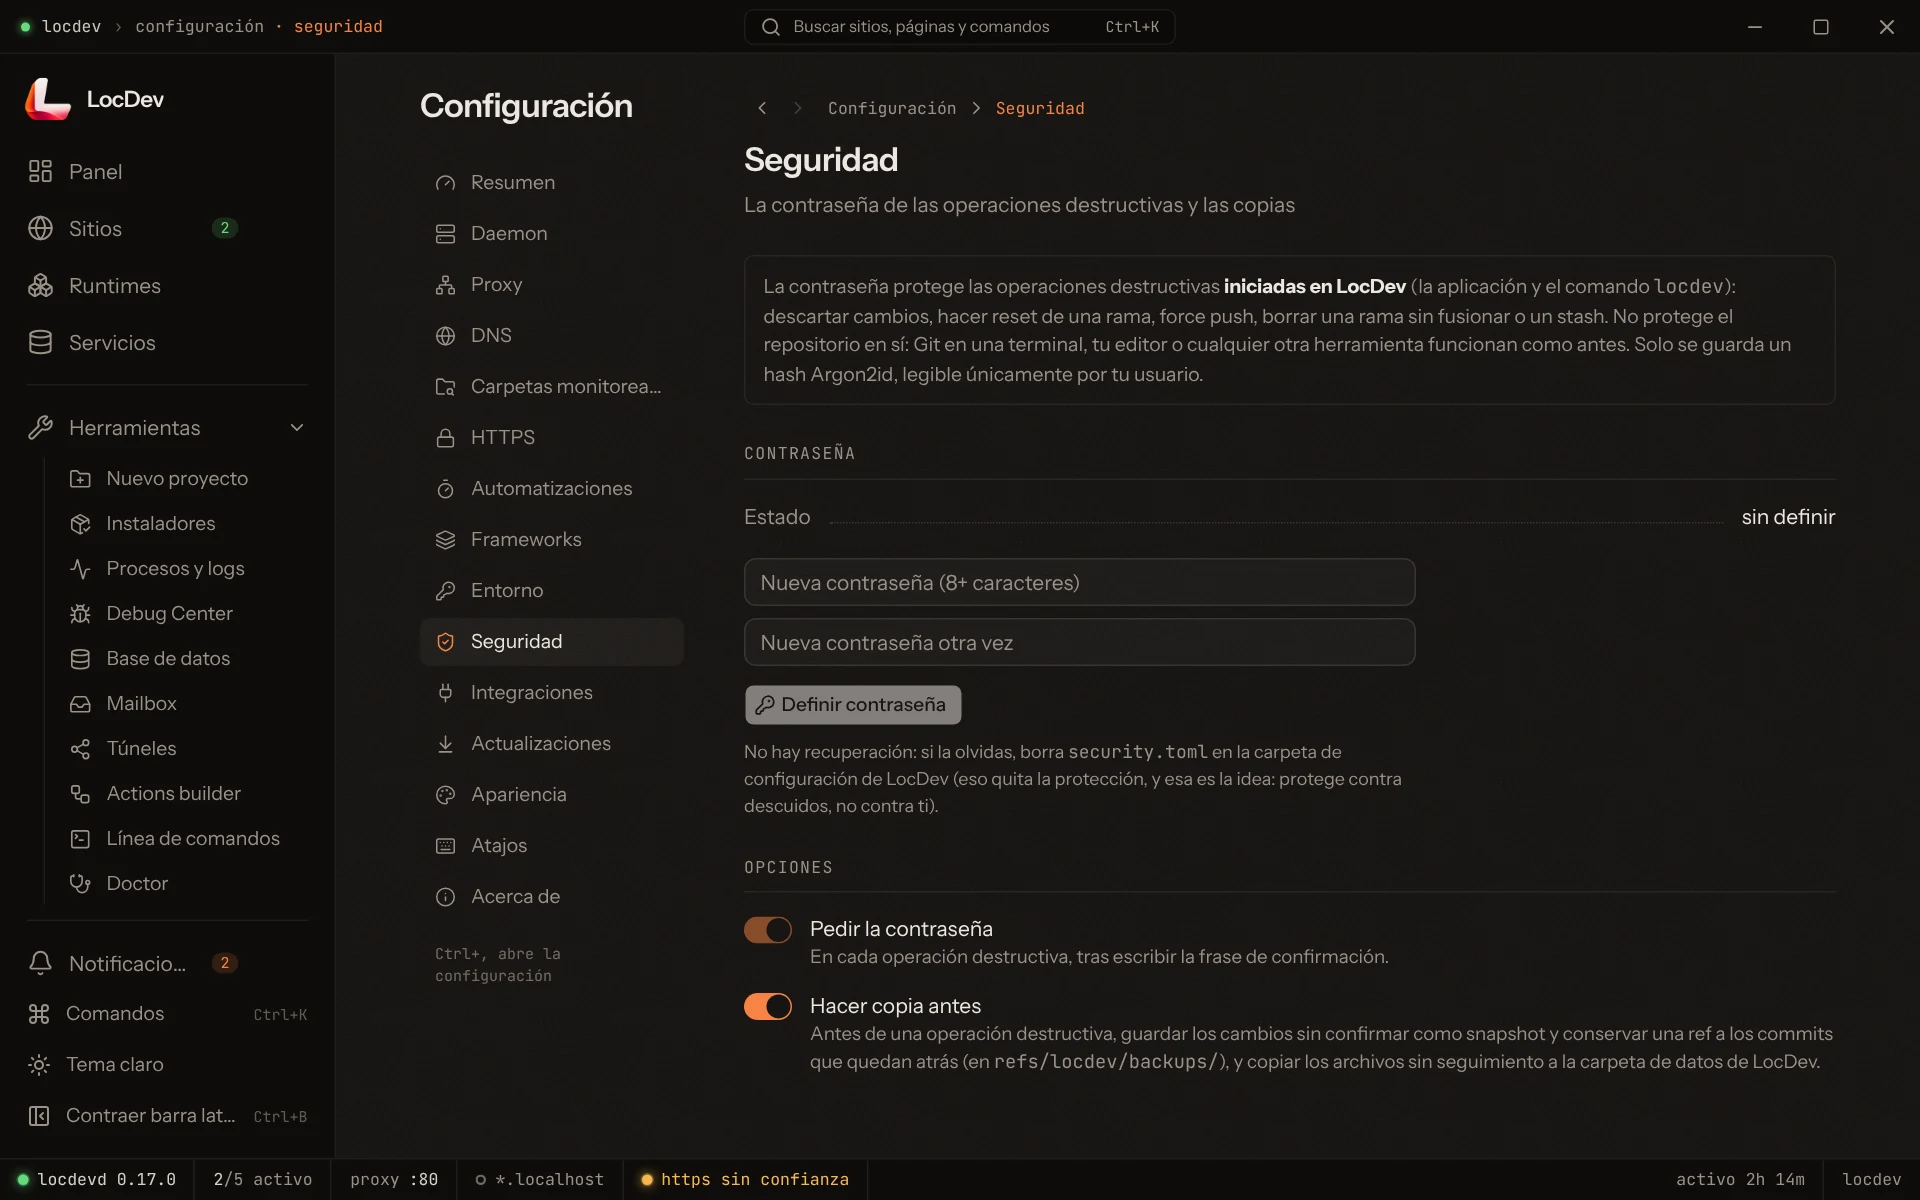 locdev › configuración · seguridad
Buscar sitios, páginas y comandos Ctrl+K
LocDev
Panel
Sitios 2
Runtimes
Servicios
Herramientas
Nuevo proyecto
Instaladores
Procesos y logs
Debug Center
Base de datos
Mailbox
Túneles
Actions builder
Línea de comandos
Doctor
Notificacio... 2
Comandos Ctrl+K
Tema claro
Contraer barra lat... Ctrl+B
Configuración
Resumen
Daemon
Proxy
DNS
Carpetas monitorea...
HTTPS
Automatizaciones
Frameworks
Entorno
Seguridad
Integraciones
Actualizaciones
Apariencia
Atajos
Acerca de
Ctrl+, abre la
configuración
Configuración > Seguridad
Seguridad
La contraseña de las operaciones destructivas y las copias
La contraseña protege las operaciones destructivas iniciadas en LocDev (la aplicación y el comando locdev):
descartar cambios, hacer reset de una rama, force push, borrar una rama sin fusionar o un stash. No protege el
repositorio en sí: Git en una terminal, tu editor o cualquier otra herramienta funcionan como antes. Solo se guarda un
hash Argon2id, legible únicamente por tu usuario.
CONTRASEÑA
Estado sin definir
Nueva contraseña (8+ caracteres)
Nueva contraseña otra vez
Definir contraseña
No hay recuperación: si la olvidas, borra security.toml en la carpeta de
configuración de LocDev (eso quita la protección, y esa es la idea: protege contra
descuidos, no contra ti).
OPCIONES
Pedir la contraseña
En cada operación destructiva, tras escribir la frase de confirmación.
Hacer copia antes
Antes de una operación destructiva, guardar los cambios sin confirmar como snapshot y conservar una ref a los commits
que quedan atrás (en refs/locdev/backups/), y copiar los archivos sin seguimiento a la carpeta de datos de LocDev.
locdevd 0.17.0 2/5 activo proxy :80 *.localhost https sin confianza activo 2h 14m locdev